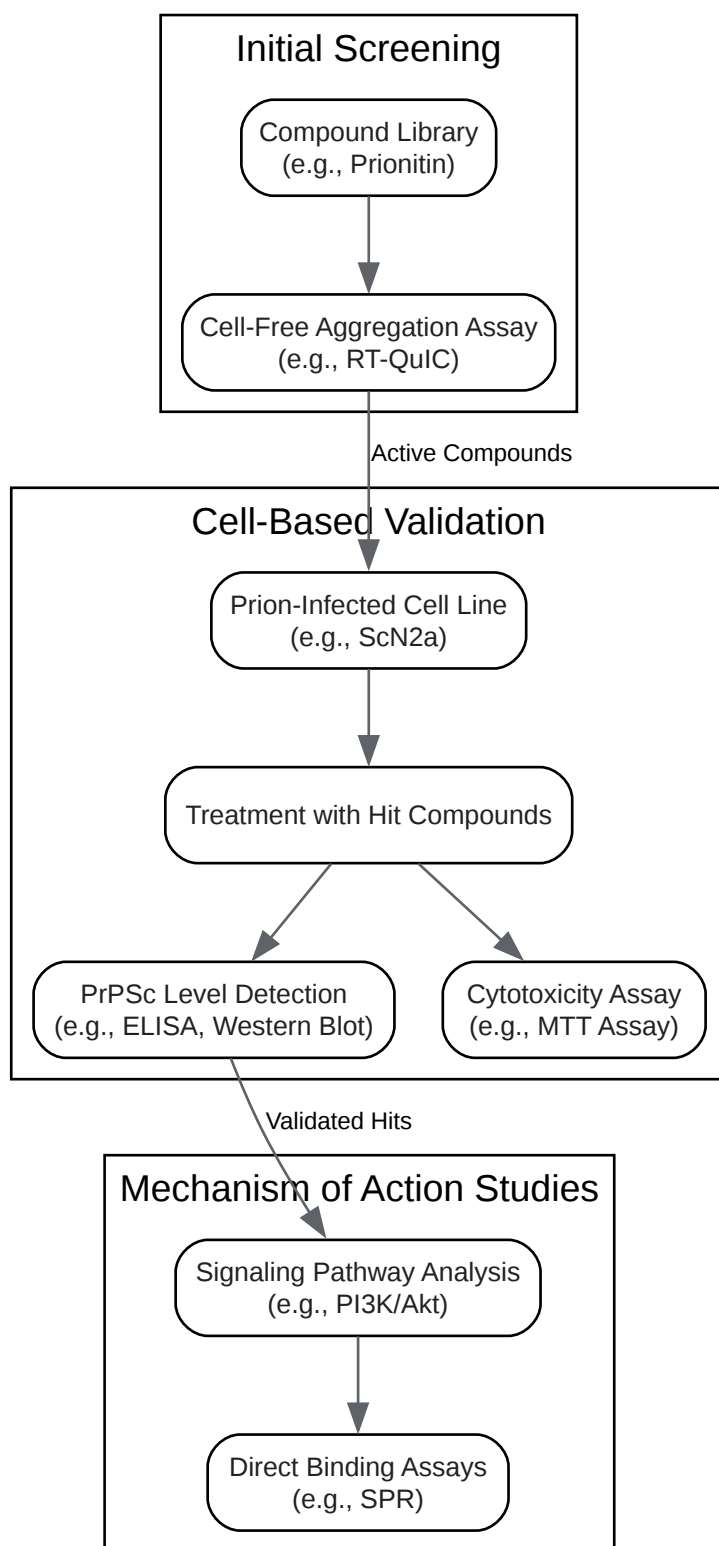 Initial Screening
Compound Library
(e.g., Prionitin)
Cell-Free Aggregation Assay
(e.g., RT-QuIC)
Active Compounds
Cell-Based Validation
Prion-Infected Cell Line
(e.g., ScN2a)
Treatment with Hit Compounds
PrPSc Level Detection
(e.g., ELISA, Western Blot)
Cytotoxicity Assay
(e.g., MTT Assay)
Validated Hits
Mechanism of Action Studies
Signaling Pathway Analysis
(e.g., PI3K/Akt)
Direct Binding Assays
(e.g., SPR)